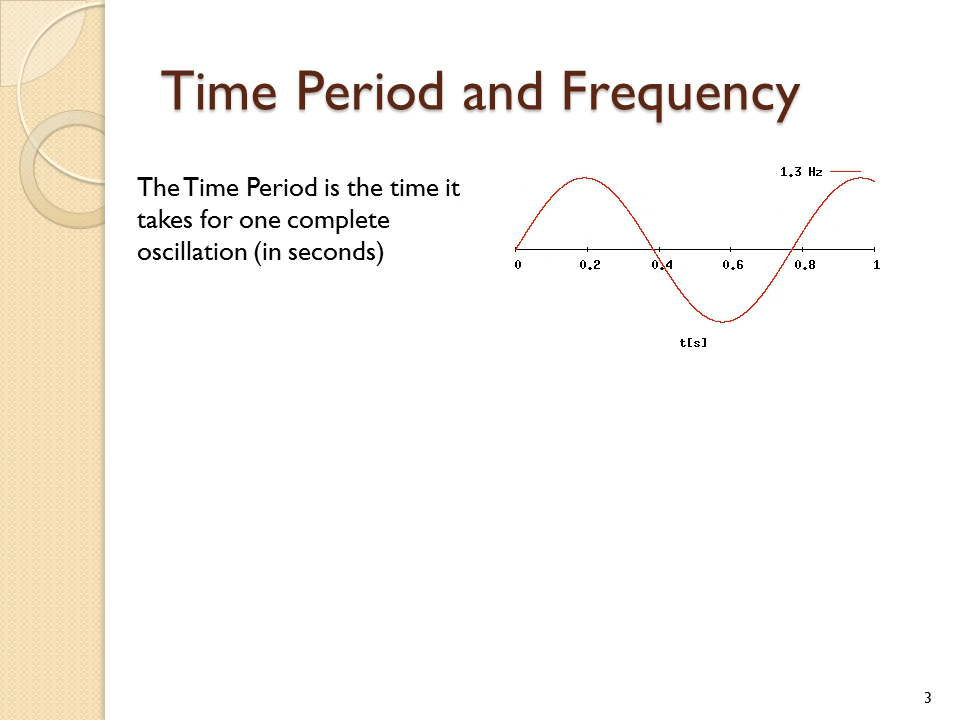 Time Period and Frequency
The Time Period is the time it
takes for one complete
oscillation (in seconds)
1.3 Hz
0 0.2 0.4 0.6 0.8 1
t[s]
3